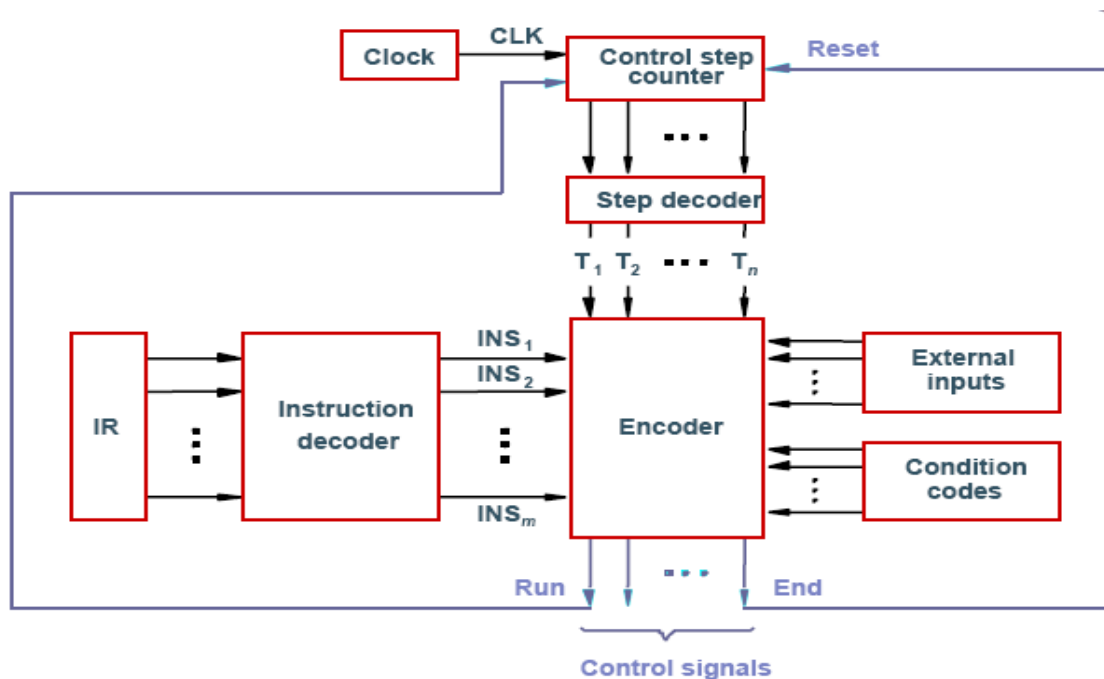 CLK
Clock
Control step
counter
Reset
Step decoder
T1 T2 Tn
INS1
INS2
IR
Instruction
decoder
Encoder
INSm
External
inputs
Condition
codes
Run
End
Control signals